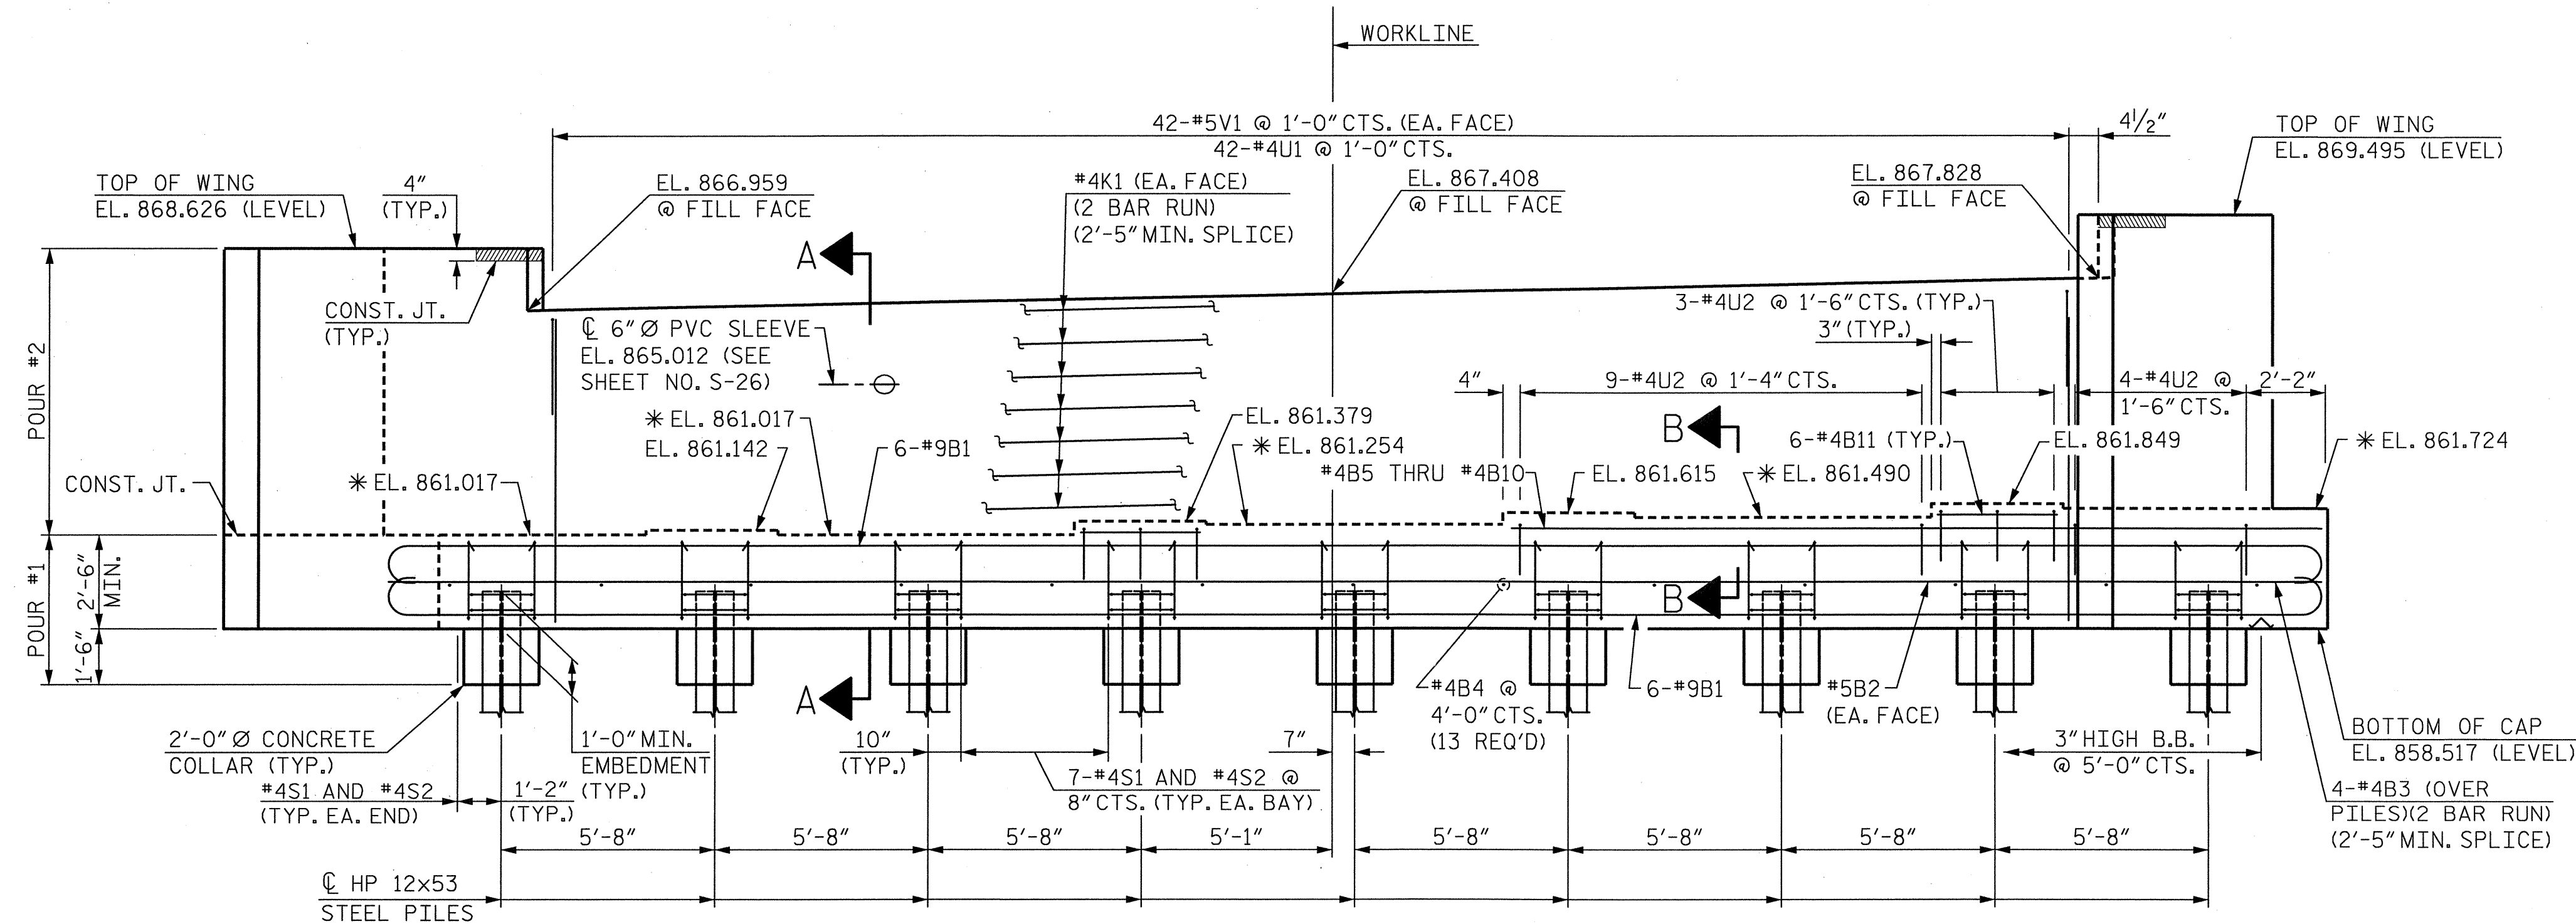 WORKLINE
42-#5V1 @ 1'-0" CTS. (EA. FACE)
42-#4U1 @ 1'-0" CTS.
4½"
TOP OF WING
EL. 869.495 (LEVEL)
TOP OF WING
EL. 868.626 (LEVEL)
4"
(TYP.)
EL. 866.959
@ FILL FACE
#4K1 (EA. FACE)
(2 BAR RUN)
(2'-5" MIN. SPLICE)
EL. 867.408
@ FILL FACE
EL. 867.828
@ FILL FACE
A
CONST. JT.
(TYP.)
℄ 6" Ø PVC SLEEVE
EL. 865.012 (SEE
SHEET NO. S-26)
3-#4U2 @ 1'-6" CTS. (TYP.)
3" (TYP.)
4"
9-#4U2 @ 1'-4" CTS.
4-#4U2 @
1'-6" CTS.
2'-2"
POUR #2
* EL. 861.017
EL. 861.142
6-#9B1
EL. 861.379
* EL. 861.254
B
6-#4B11 (TYP.)
EL. 861.849
* EL. 861.724
CONST. JT.
* EL. 861.017
#4B5 THRU #4B10
EL. 861.615
* EL. 861.490
POUR #1
2'-6"
MIN.
1'-6"
B
A
2'-0" Ø CONCRETE
COLLAR (TYP.)
#4S1 AND #4S2
(TYP. EA. END)
1'-2"
(TYP.)
1'-0" MIN.
EMBEDMENT
(TYP.)
10"
(TYP.)
7-#4S1 AND #4S2 @
8" CTS. (TYP. EA. BAY)
7"
#4B4 @
4'-0" CTS.
(13 REQ'D)
6-#9B1
#5B2
(EA. FACE)
3" HIGH B.B.
@ 5'-0" CTS.
BOTTOM OF CAP
EL. 858.517 (LEVEL)
4-#4B3 (OVER
PILES)(2 BAR RUN)
(2'-5" MIN. SPLICE)
5'-8"
5'-8"
5'-8"
5'-1"
5'-8"
5'-8"
5'-8"
5'-8"
℄ HP 12x53
STEEL PILES